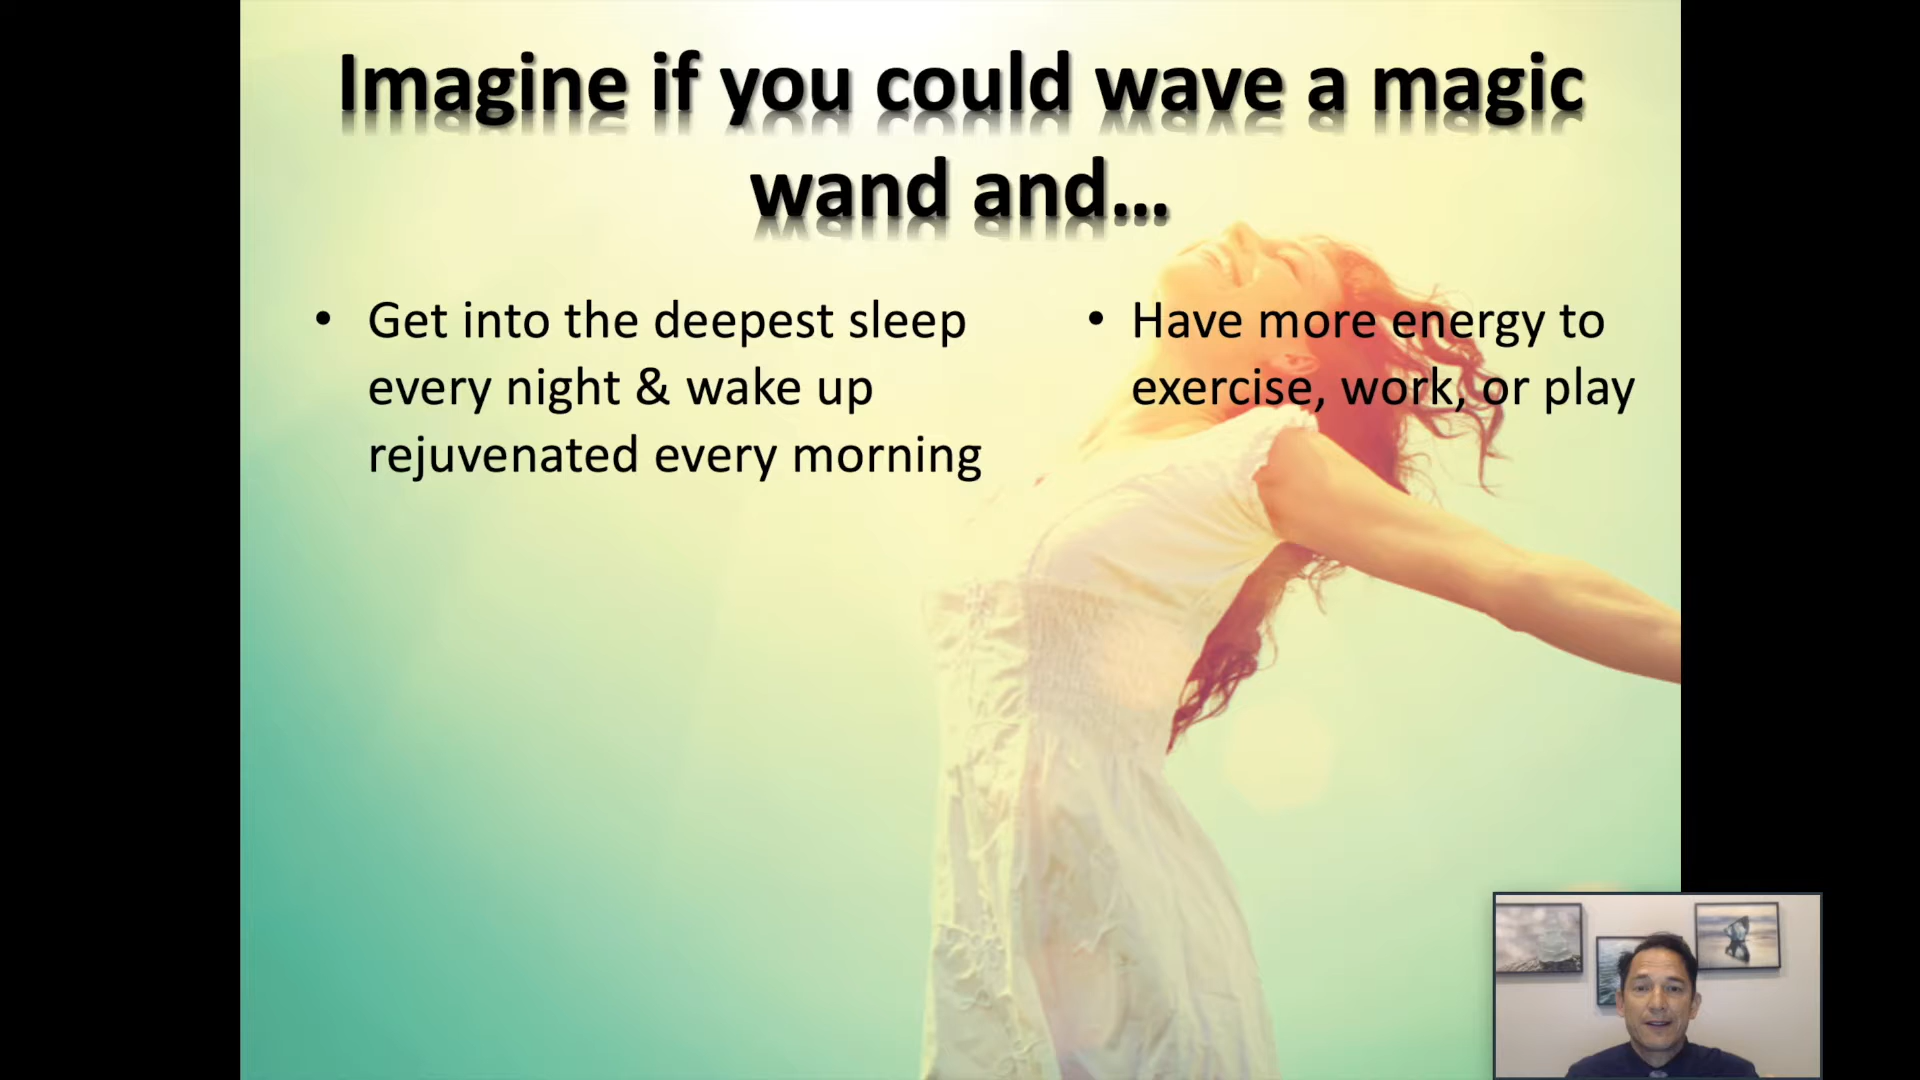 Imagine if you could wave a magic
wand and...
• Get into the deepest sleep
every night & wake up
rejuvenated every morning
• Have more energy to
exercise, work, or play